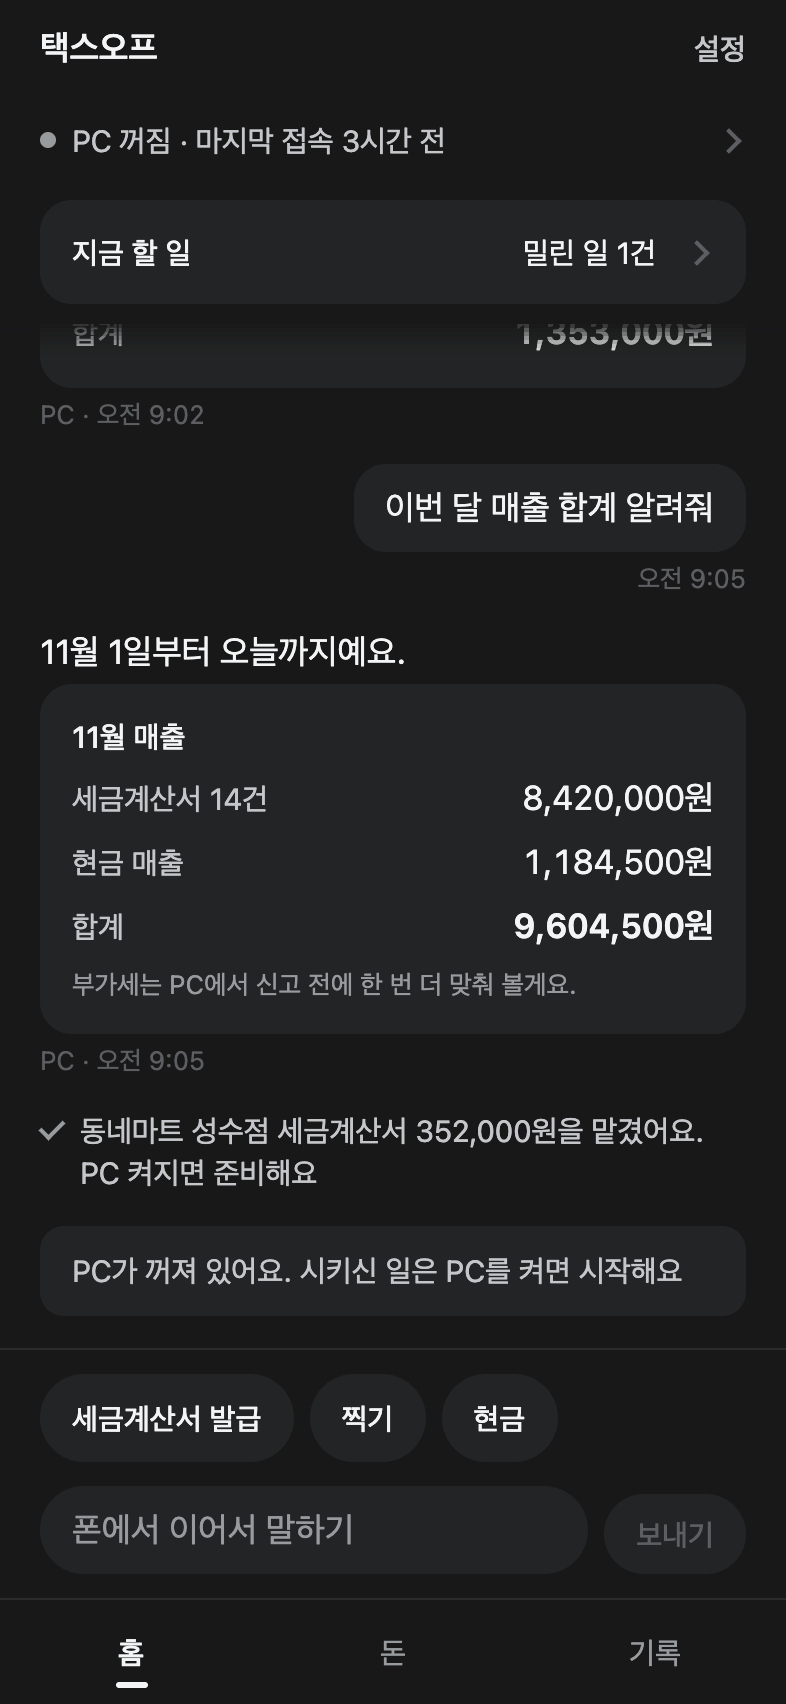 택스오프
설정
PC 꺼짐 · 마지막 접속 3시간 전
지금 할 일
밀린 일 1건
합계
1,353,000원
PC · 오전 9:02
이번 달 매출 합계 알려줘
오전 9:05
11월 1일부터 오늘까지예요.
11월 매출
세금계산서 14건
8,420,000원
현금 매출
1,184,500원
합계
9,604,500원
부가세는 PC에서 신고 전에 한 번 더 맞춰 볼게요.
PC · 오전 9:05
동네마트 성수점 세금계산서 352,000원을 맡겼어요.
PC 켜지면 준비해요
PC가 꺼져 있어요. 시키신 일은 PC를 켜면 시작해요
세금계산서 발급
찍기
현금
폰에서 이어서 말하기
보내기
홈
돈
기록